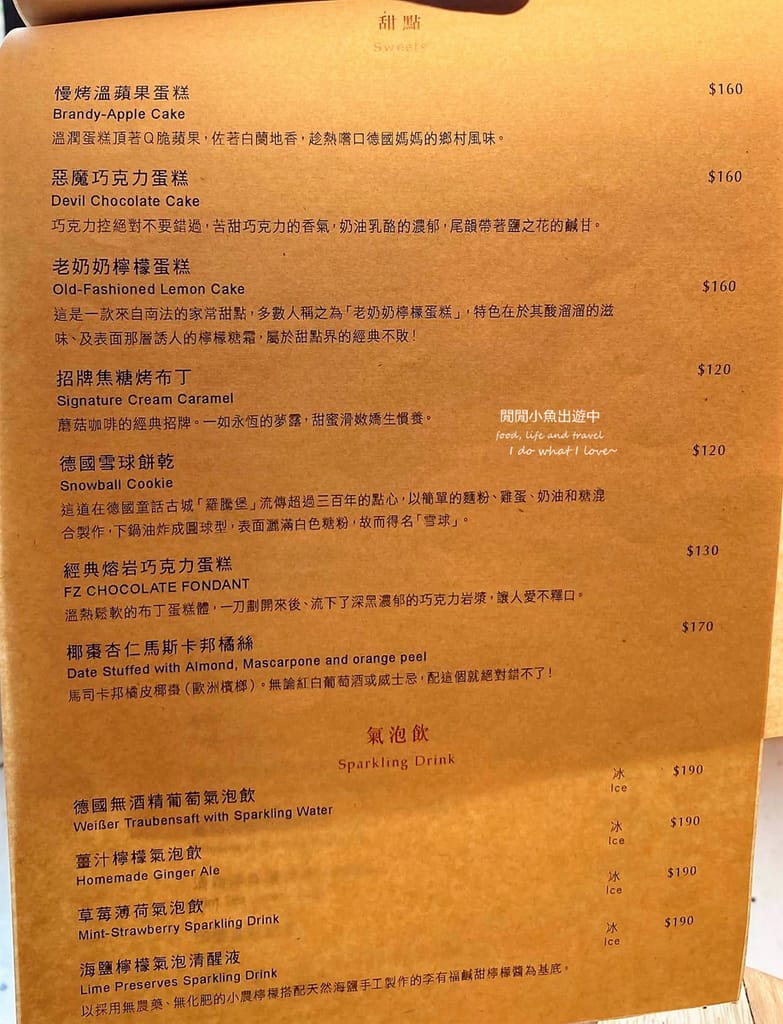 甜點
Sweets
慢烤溫蘋果蛋糕 $160
Brandy-Apple Cake
溫潤蛋糕頂著Q脆蘋果，佐著白蘭地香，趁熱嚐口德國媽媽的鄉村風味。
惡魔巧克力蛋糕 $160
Devil Chocolate Cake
巧克力控絕對不要錯過，苦甜巧克力的香氣，奶油乳酪的濃郁，尾韻帶著鹽之花的鹹甘。
老奶奶檸檬蛋糕
Old-Fashioned Lemon Cake $160
這是一款來自南法的家常甜點，多數人稱之為「老奶奶檸檬蛋糕」，特色在於其酸溜溜的滋
味、及表面那層誘人的檸檬糖霜，屬於甜點界的經典不敗！
招牌焦糖烤布丁 $120
Signature Cream Caramel
蘑菇咖啡的經典招牌。一如永恆的夢露，甜蜜滑嫩嬌生慣養。
閒閒小魚出遊中
food, life and travel
I do what I love~
德國雪球餅乾 $120
Snowball Cookie
這道在德國童話古城「羅騰堡」流傳超過三百年的點心，以簡單的麵粉、雞蛋、奶油和糖混
合製作，下鍋油炸成圓球型，表面灑滿白色糖粉，故而得名「雪球」。
經典熔岩巧克力蛋糕 $130
FZ CHOCOLATE FONDANT
溫熱鬆軟的布丁蛋糕體，一刀劃開來後、流下了深黑濃郁的巧克力岩漿，讓人愛不釋口。
椰棗杏仁馬斯卡邦橘絲 $170
Date Stuffed with Almond, Mascarpone and orange peel
馬司卡邦橘皮椰棗（歐洲檳榔）。無論紅白葡萄酒或威士忌，配這個就絕對錯不了！
氣泡飲
Sparkling Drink
德國無酒精葡萄氣泡飲 冰 $190
Weißer Traubensaft with Sparkling Water Ice
薑汁檸檬氣泡飲 冰 $190
Homemade Ginger Ale Ice
草莓薄荷氣泡飲 冰 $190
Mint-Strawberry Sparkling Drink Ice
海鹽檸檬氣泡清醒液 冰 $190
Lime Preserves Sparkling Drink Ice
以採用無農藥、無化肥的小農檸檬搭配天然海鹽手工製作的李有福鹹甜檸檬醬為基底。